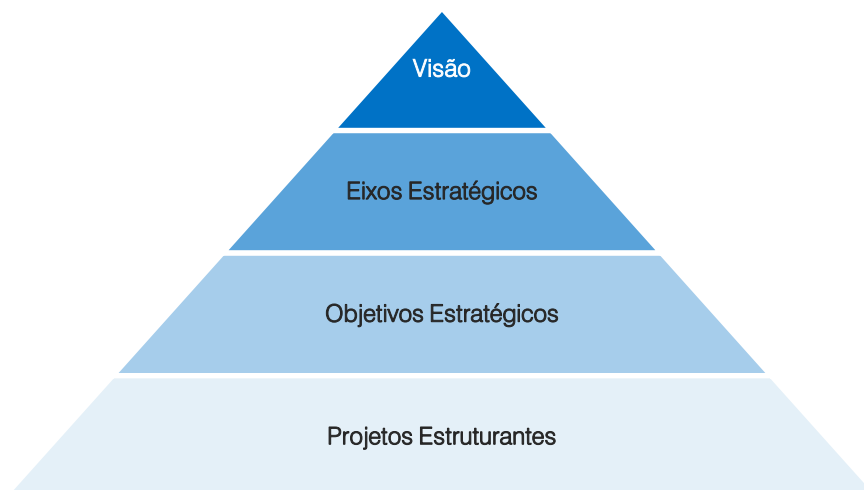 Visão
Eixos Estratégicos
Objetivos Estratégicos
Projetos Estruturantes